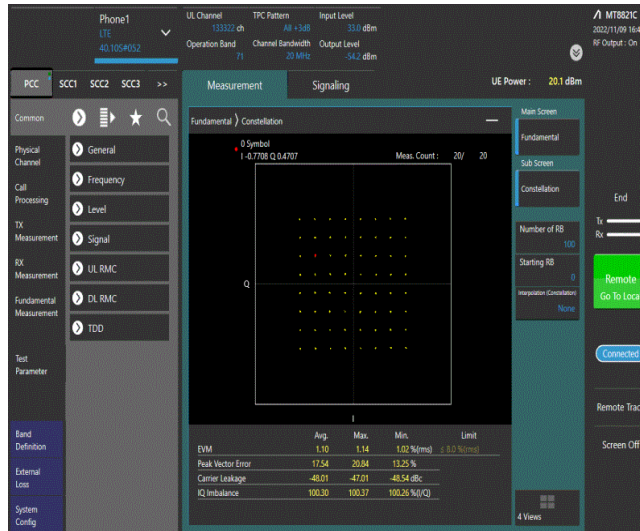 Phone1
LTE
40.10S#052
UL Channel
133322 ch
TPC Pattern
All +3dB
Input Level
33.0 dBm
Operation Band
71
Channel Bandwidth
20 MHz
Output Level
-54.2 dBm
MT8821C
2022/11/09 16:4
RF Output : On
PCC SCC1 SCC2 SCC3 >>
Measurement
Signaling
UE Power : 20.1 dBm
Common
Physical
Channel
Call
Processing
TX
Measurement
RX
Measurement
Fundamental
Measurement
Test
Parameter
Band
Definition
External
Loss
System
Config
General
Frequency
Level
Signal
UL RMC
DL RMC
TDD
Fundamental ⟩ Constellation
0 Symbol
I -0.7708 Q 0.4707
Meas. Count : 20/ 20
Q
I
Avg. Max. Min. Limit
EVM 1.10 1.14 1.02 %(rms) ≤ 8.0 %(rms)
Peak Vector Error 17.54 20.84 13.25 %
Carrier Leakage -48.01 -47.01 -48.54 dBc
IQ Imbalance 100.30 100.37 100.26 %(I/Q)
Main Screen
Fundamental
Sub Screen
Constellation
Number of RB
100
Starting RB
0
Interpolation (Constellation)
None
4 Views
End
Tx
Rx
Remote
Go To Loca
Connected
Remote Trac
Screen Off